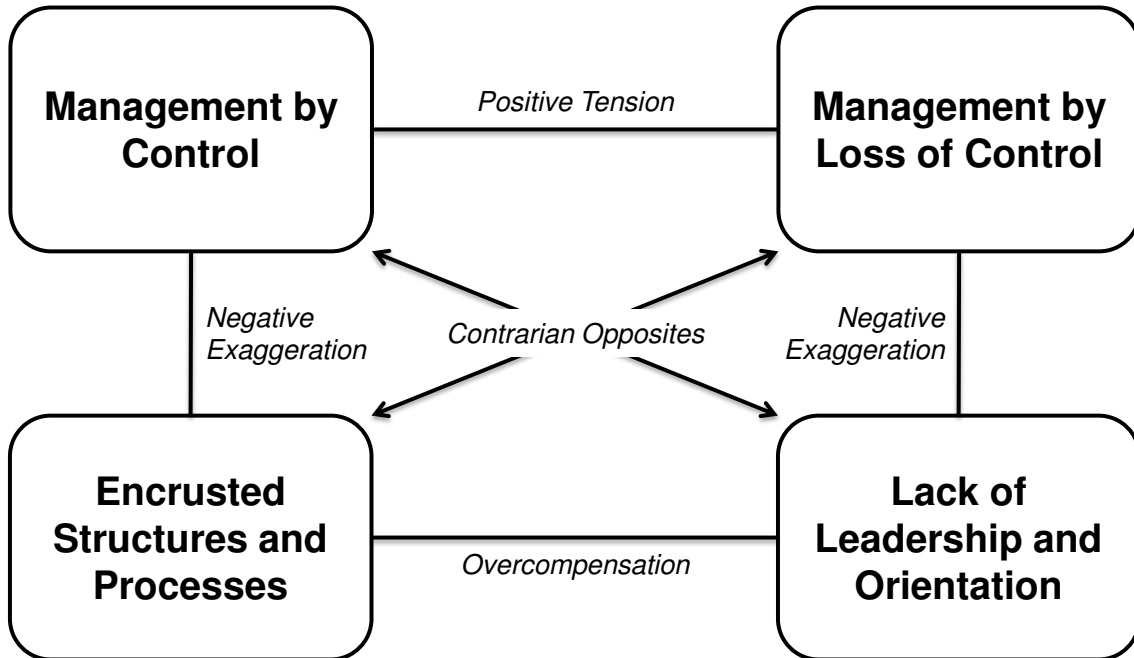 Management by
Control
Positive Tension
Management by
Loss of Control
Negative
Exaggeration
Contrarian Opposites
Negative
Exaggeration
Encrusted
Structures and
Processes
Overcompensation
Lack of
Leadership and
Orientation